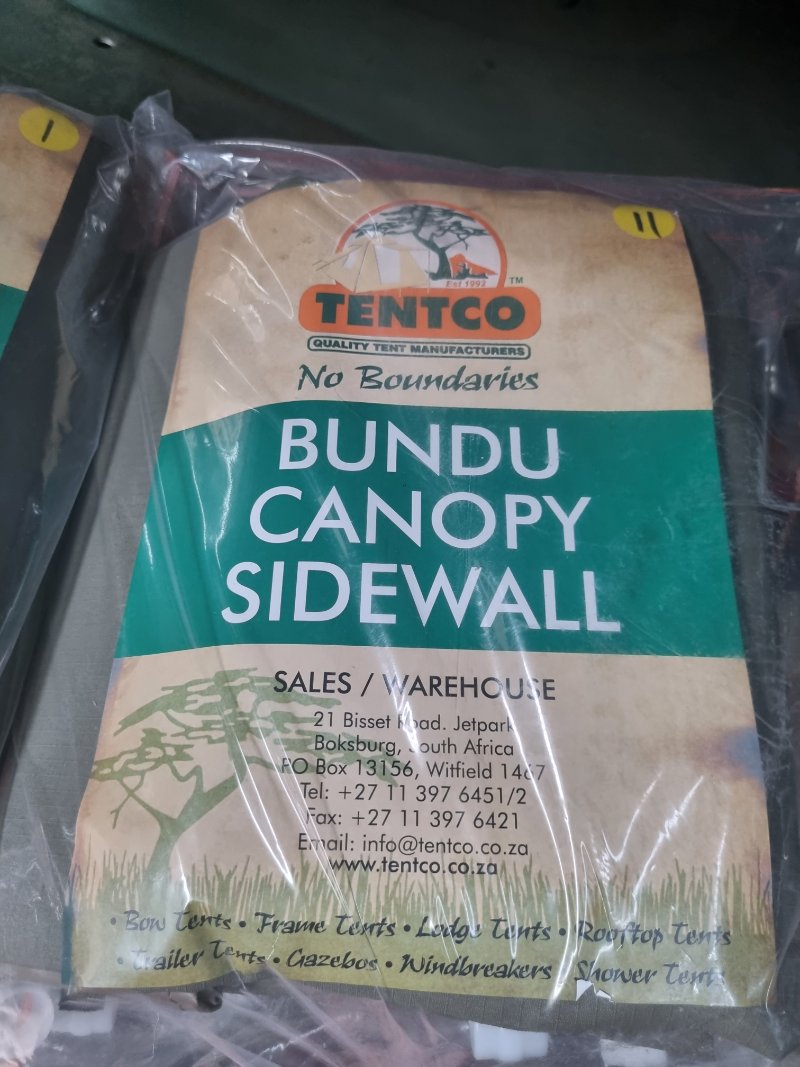 I
11
Est 1992
TM
TENTCO
QUALITY TENT MANUFACTURERS
No Boundaries
BUNDU
CANOPY
SIDEWALL
SALES / WAREHOUSE
21 Bisset Road. Jetpark
Boksburg, South Africa
PO Box 13156, Witfield 1467
Tel: +27 11 397 6451/2
Fax: +27 11 397 6421
Email: info@tentco.co.za
www.tentco.co.za
• Bow Tents • Frame Tents • Lodge Tents • Rooftop Tents
• Trailer Tents • Gazebos • Windbreakers Shower Tents